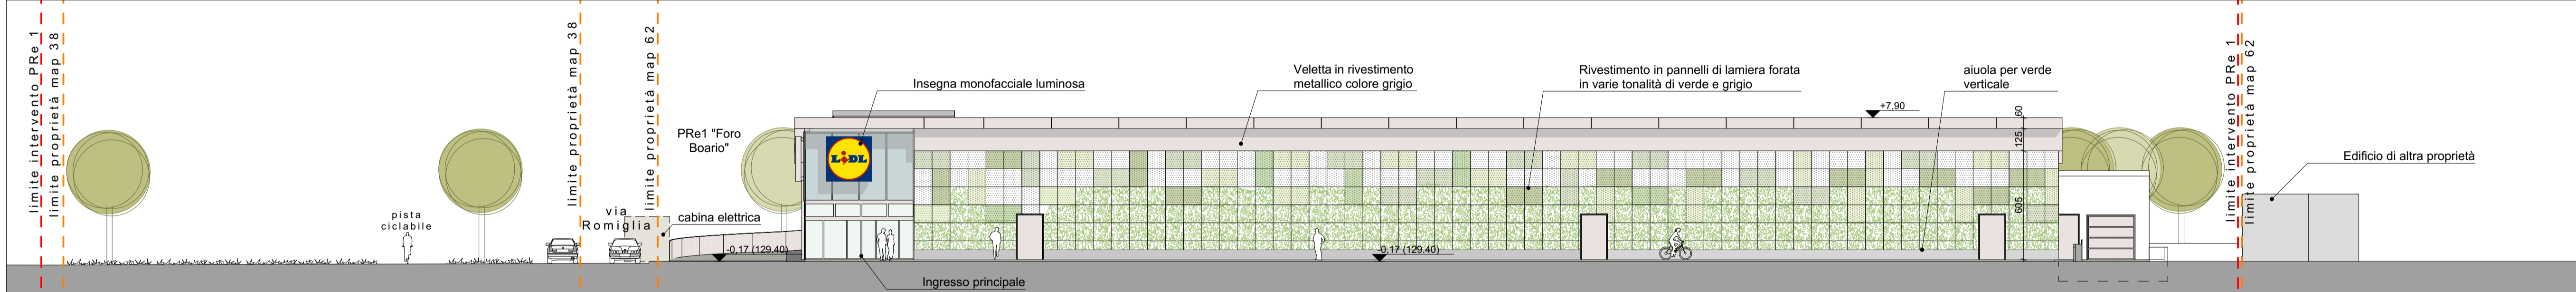 limite intervento PRe 1
limite proprietà map 38
limite proprietà map 38
limite proprietà map 62
pista
ciclabile
via
Romiglia
PRe1 "Foro
Boario"
cabina elettrica
-0,17 (129.40)
Insegna monofacciale luminosa
LiDL
Ingresso principale
Veletta in rivestimento
metallico colore grigio
-0,17 (129.40)
Rivestimento in pannelli di lamiera forata
in varie tonalità di verde e grigio
+7,90
aiuola per verde
verticale
60
125
605
limite intervento PRe 1
limite proprietà map 62
Edificio di altra proprietà